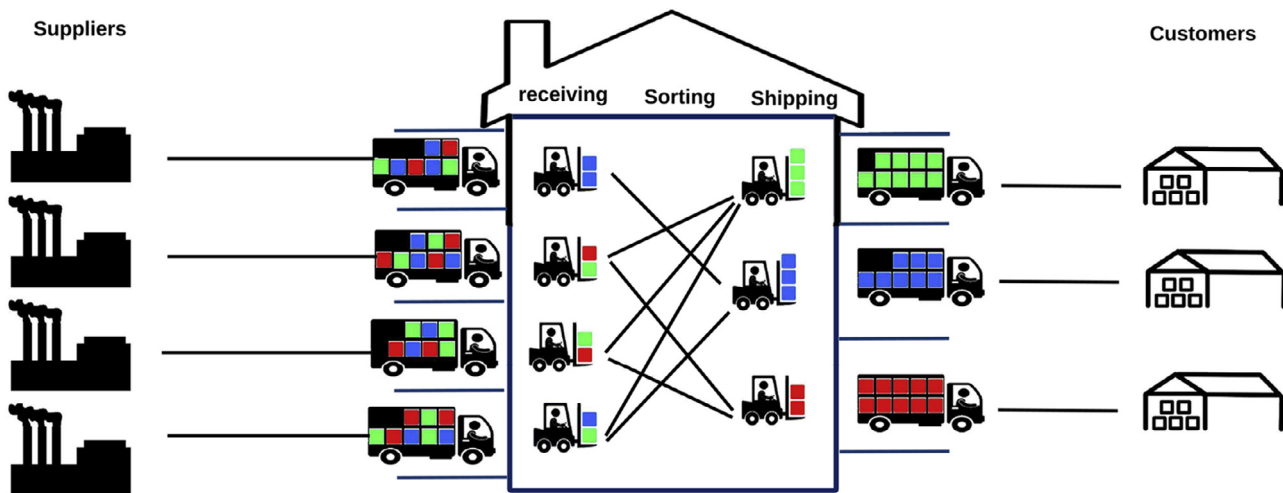 Suppliers
Customers
receiving
Sorting
Shipping